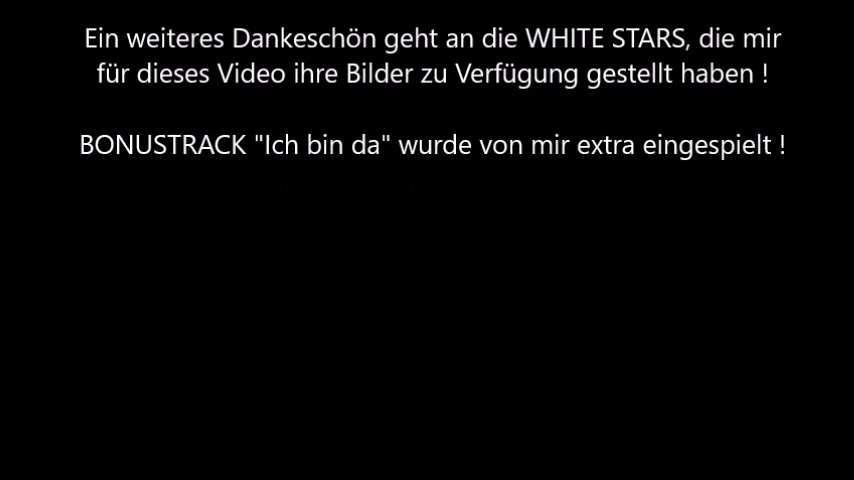 Ein weiteres Dankeschön geht an die WHITE STARS, die mir
für dieses Video ihre Bilder zu Verfügung gestellt haben !
BONUSTRACK "Ich bin da" wurde von mir extra eingespielt !